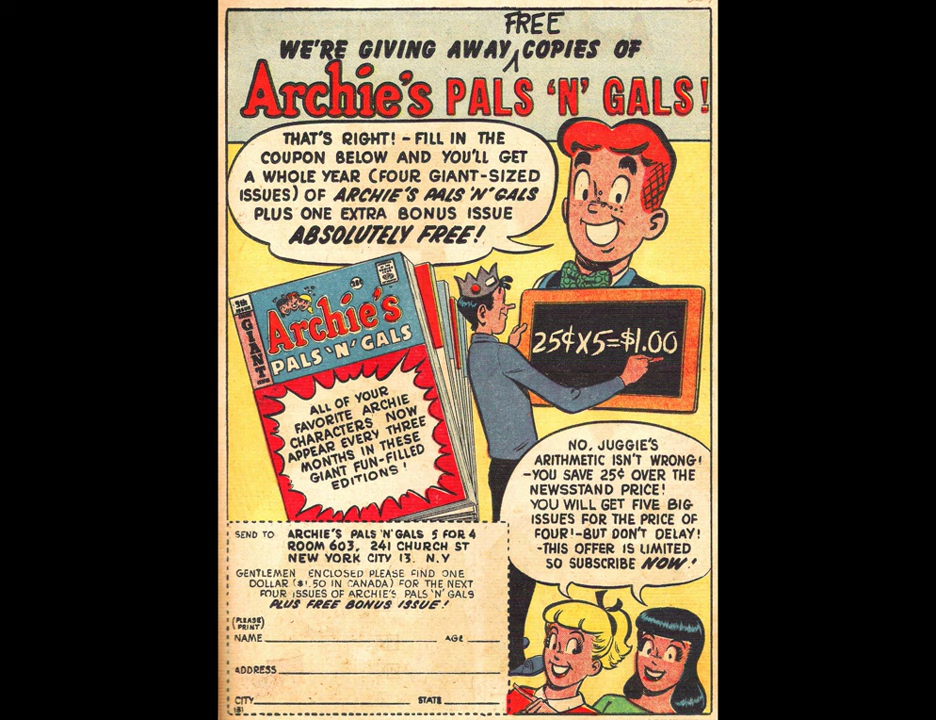 FREE
WE'RE GIVING AWAY COPIES OF
Archie's PALS 'N' GALS!
THAT'S RIGHT! - FILL IN THE
COUPON BELOW AND YOU'LL GET
A WHOLE YEAR (FOUR GIANT-SIZED
ISSUES) OF ARCHIE'S PALS 'N' GALS
PLUS ONE EXTRA BONUS ISSUE
ABSOLUTELY FREE!
GIANT
Archie's
PALS 'N' GALS
ALL OF YOUR
FAVORITE ARCHIE
CHARACTERS NOW
APPEAR EVERY THREE
MONTHS IN THESE
GIANT FUN-FILLED
EDITIONS!
25¢X5=$1.00
NO, JUGGIE'S
ARITHMETIC ISN'T WRONG!
-YOU SAVE 25¢ OVER THE
NEWSSTAND PRICE!
YOU WILL GET FIVE BIG
ISSUES FOR THE PRICE OF
FOUR!-BUT DON'T DELAY!
-THIS OFFER IS LIMITED
SO SUBSCRIBE NOW!
SEND TO ARCHIE'S PALS 'N' GALS 5 FOR 4
ROOM 603, 241 CHURCH ST
NEW YORK CITY 13. N.Y
GENTLEMEN ENCLOSED PLEASE FIND ONE
DOLLAR ($1.50 IN CANADA) FOR THE NEXT
FOUR ISSUES OF ARCHIE'S PALS 'N' GALS
PLUS FREE BONUS ISSUE!
(PLEASE PRINT)
NAME AGE
ADDRESS
CITY STATE